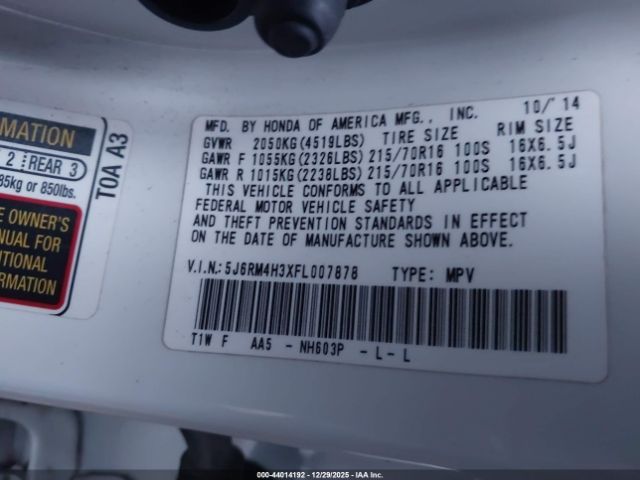 MATION
2 REAR 3
85kg or 850lbs.
E OWNER'S
ANUAL FOR
ITIONAL
ORMATION
TOA A3
MFD. BY HONDA OF AMERICA MFG., INC. 10/'14
GVWR 2050KG(4519LBS) TIRE SIZE RIM SIZE
GAWR F 1055KG(2326LBS) 215/70R16 100S 16X6.5J
GAWR R 1015KG(2238LBS) 215/70R16 100S 16X6.5J
THIS VEHICLE CONFORMS TO ALL APPLICABLE
FEDERAL MOTOR VEHICLE SAFETY
AND THEFT PREVENTION STANDARDS IN EFFECT
ON THE DATE OF MANUFACTURE SHOWN ABOVE.
V.I.N.:5J6RM4H3XFL007878 TYPE: MPV
T1W F AA5 - NH603P - L - L
000-44014192 - 12/29/2025 - IAA Inc.